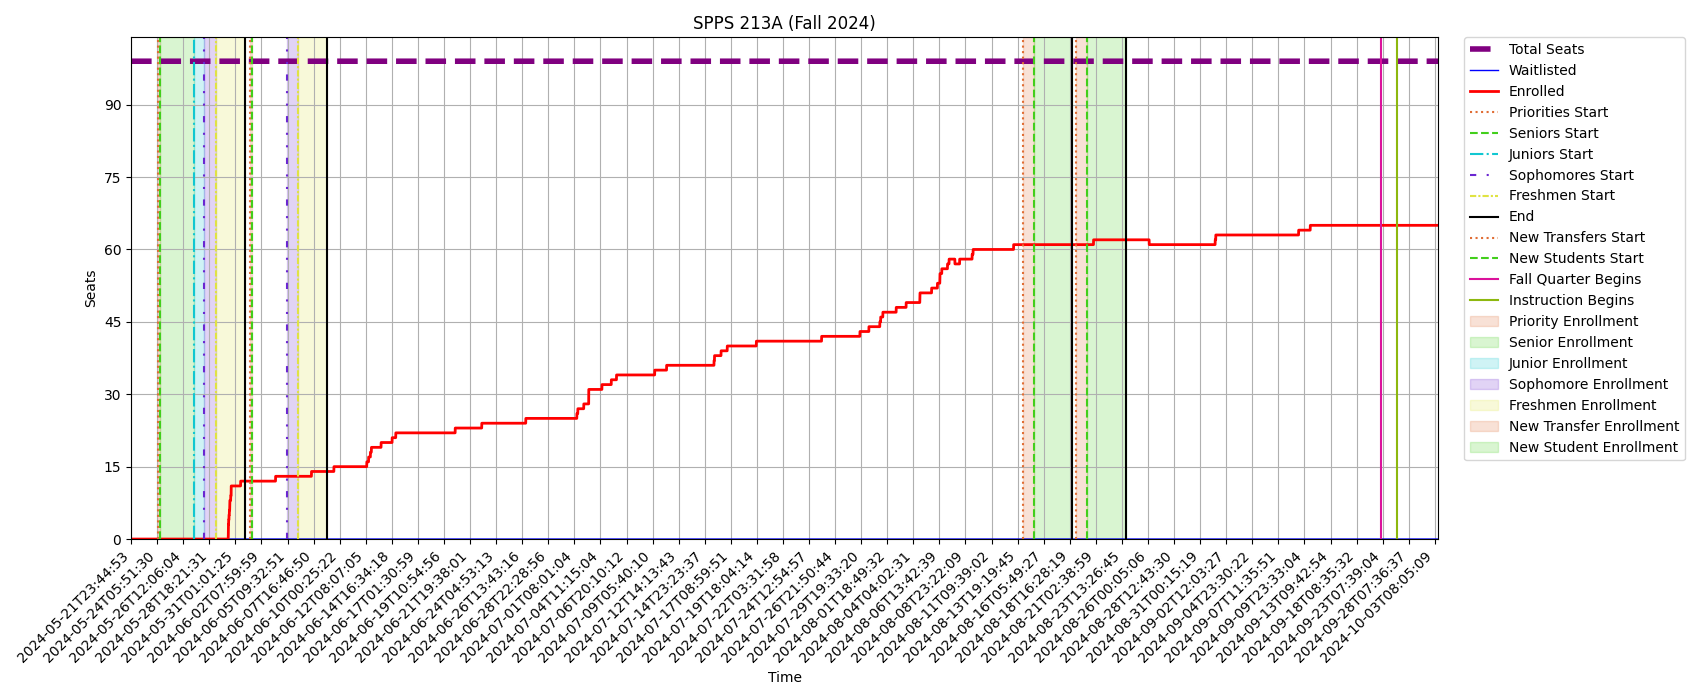 SPPS 213A (Fall 2024)
Seats
90
75
60
45
30
15
0
2024-05-21T23:44:53
2024-05-24T05:51:30
2024-05-26T12:06:04
2024-05-28T18:21:31
2024-05-31T01:01:25
2024-06-02T07:59:59
2024-06-05T09:32:51
2024-06-07T16:46:50
2024-06-10T00:25:22
2024-06-12T08:07:05
2024-06-14T16:34:18
2024-06-17T01:30:59
2024-06-19T10:54:56
2024-06-21T19:38:01
2024-06-24T04:53:13
2024-06-26T13:43:16
2024-06-28T22:28:56
2024-07-01T08:01:04
2024-07-04T11:15:04
2024-07-06T20:10:12
2024-07-09T05:40:10
2024-07-12T14:13:43
2024-07-14T23:23:37
2024-07-17T08:59:51
2024-07-19T18:04:14
2024-07-22T03:31:58
2024-07-24T12:54:57
2024-07-26T21:50:44
2024-07-29T19:33:20
2024-08-01T18:49:32
2024-08-04T04:02:31
2024-08-06T13:42:39
2024-08-08T23:22:09
2024-08-11T09:39:02
2024-08-13T19:19:45
2024-08-16T05:49:27
2024-08-18T16:28:19
2024-08-21T02:38:59
2024-08-23T13:26:45
2024-08-26T00:05:06
2024-08-28T12:43:30
2024-08-31T00:15:19
2024-09-02T12:03:27
2024-09-04T23:30:22
2024-09-07T11:35:51
2024-09-09T23:33:04
2024-09-13T09:42:54
2024-09-18T08:35:32
2024-09-23T07:39:04
2024-09-28T07:36:37
2024-10-03T08:05:09
Time
Total Seats
Waitlisted
Enrolled
Priorities Start
Seniors Start
Juniors Start
Sophomores Start
Freshmen Start
End
New Transfers Start
New Students Start
Fall Quarter Begins
Instruction Begins
Priority Enrollment
Senior Enrollment
Junior Enrollment
Sophomore Enrollment
Freshmen Enrollment
New Transfer Enrollment
New Student Enrollment